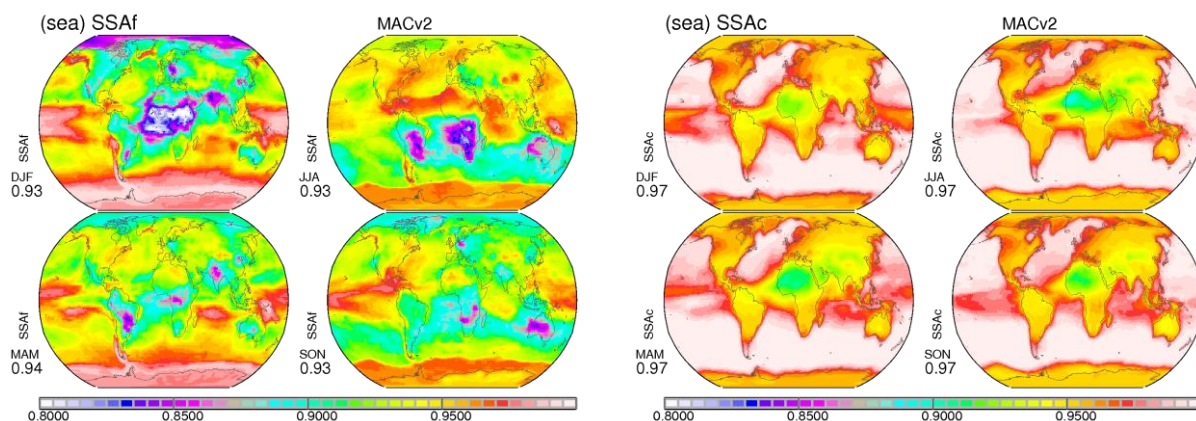 (sea) SSAf MACv2
SSAf
DJF
0.93
SSAf
JJA
0.93
SSAf
MAM
0.94
SSAf
SON
0.93
0.8000 0.8500 0.9000 0.9500
(sea) SSAc MACv2
SSAc
DJF
0.97
SSAc
JJA
0.97
SSAc
MAM
0.97
SSAc
SON
0.97
0.8000 0.8500 0.9000 0.9500